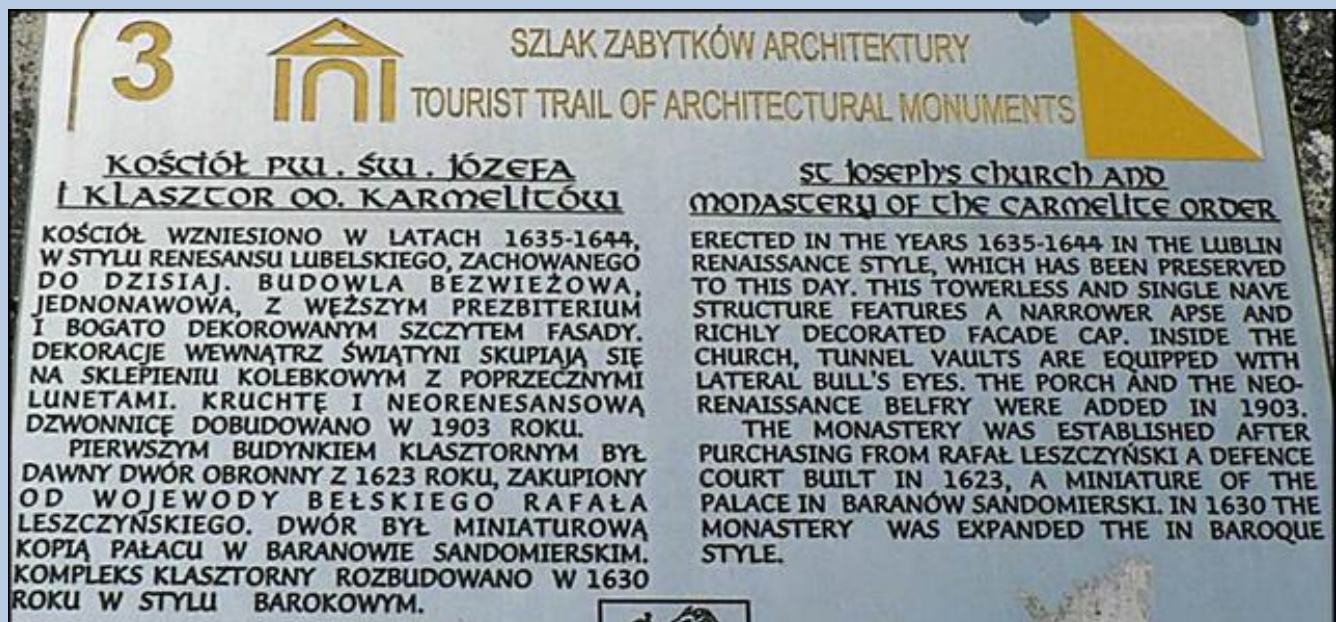 3
SZLAK ZABYTKÓW ARCHITEKTURY
TOURIST TRAIL OF ARCHITECTURAL MONUMENTS
KOŚCIÓŁ PW. ŚW. JÓZEFA
I KLASZTOR OO. KARMELITÓW
KOŚCIÓŁ WZNIESIONO W LATACH 1635-1644,
W STYLU RENESANSU LUBELSKIEGO, ZACHOWANEGO
DO DZISIAJ. BUDOWLA BEZWIEŻOWA,
JEDNONAWOWA, Z WĘŻSZYM PREZBITERIUM
I BOGATO DEKOROWANYM SZCZYTEM FASADY.
DEKORACJE WEWNĄTRZ ŚWIĄTYNI SKUPIAJĄ SIĘ
NA SKLEPIENIU KOLEBKOWYM Z POPRZECZNYMI
LUNETAMI. KRUCHTĘ I NEORENESANSOWĄ
DZWONNICĘ DOBUDOWANO W 1903 ROKU.
PIERWSZYM BUDYNKIEM KLASZTORNYM BYŁ
DAWNY DWÓR OBRONNY Z 1623 ROKU, ZAKUPIONY
OD WOJEWODY BEŁSKIEGO RAFAŁA
LESZCZYŃSKIEGO. DWÓR BYŁ MINIATUROWĄ
KOPIĄ PAŁACU W BARANOWIE SANDOMIERSKIM.
KOMPLEKS KLASZTORNY ROZBUDOWANO W 1630
ROKU W STYLU BAROKOWYM.
ST JOSEPH'S CHURCH AND
MONASTERY OF THE CARMELITE ORDER
ERECTED IN THE YEARS 1635-1644 IN THE LUBLIN
RENAISSANCE STYLE, WHICH HAS BEEN PRESERVED
TO THIS DAY. THIS TOWERLESS AND SINGLE NAVE
STRUCTURE FEATURES A NARROWER APSE AND
RICHLY DECORATED FACADE CAP. INSIDE THE
CHURCH, TUNNEL VAULTS ARE EQUIPPED WITH
LATERAL BULL'S EYES. THE PORCH AND THE NEO-
RENAISSANCE BELFRY WERE ADDED IN 1903.
THE MONASTERY WAS ESTABLISHED AFTER
PURCHASING FROM RAFAŁ LESZCZYŃSKI A DEFENCE
COURT BUILT IN 1623, A MINIATURE OF THE
PALACE IN BARANÓW SANDOMIERSKI. IN 1630 THE
MONASTERY WAS EXPANDED THE IN BAROQUE
STYLE.